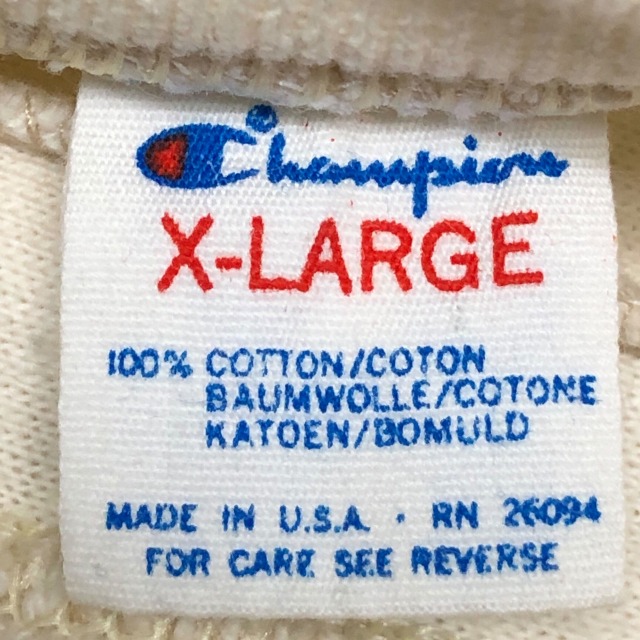 Champion
X-LARGE
100% COTTON/COTON
BAUMWOLLE/COTONE
KATOEN/BOMULD
MADE IN U.S.A. · RN 26094
FOR CARE SEE REVERSE